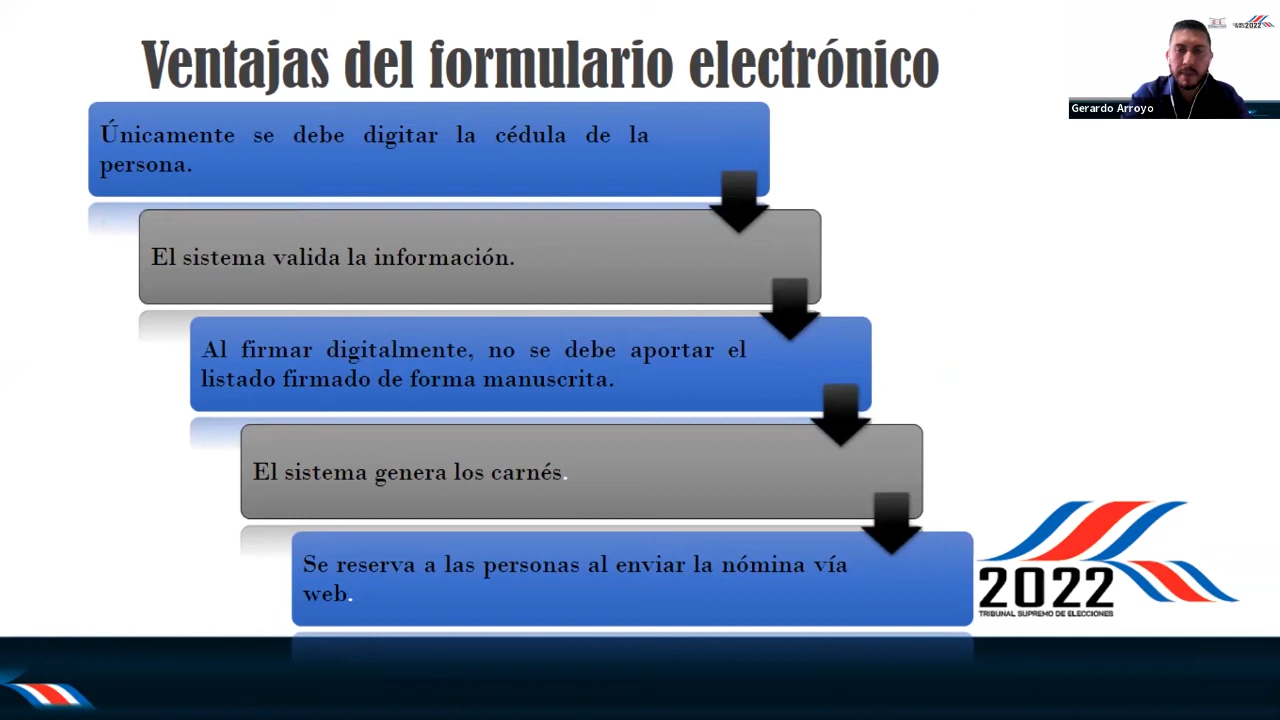 Ventajas del formulario electrónico
2022
Gerardo Arroyo
Únicamente se debe digitar la cédula de la
persona.
El sistema valida la información.
Al firmar digitalmente, no se debe aportar el
listado firmado de forma manuscrita.
El sistema genera los carnés.
Se reserva a las personas al enviar la nómina vía
web.
2022
TRIBUNAL SUPREMO DE ELECCIONES